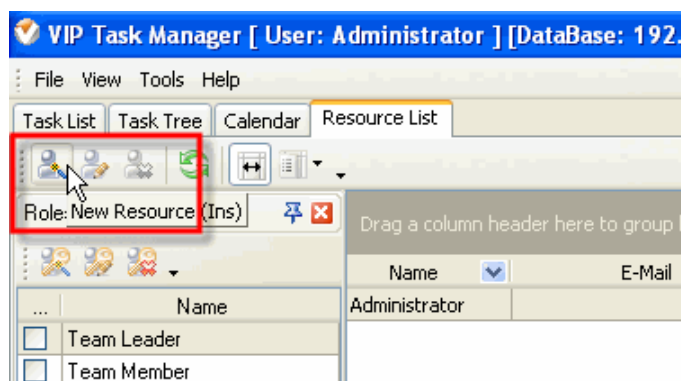 VIP Task Manager [ User: Administrator ] [DataBase: 192.
File View Tools Help
Task List Task Tree Calendar Resource List
New Resource (Ins)
Drag a column header here to group
Name E-Mail
... Name
Administrator
Team Leader
Team Member